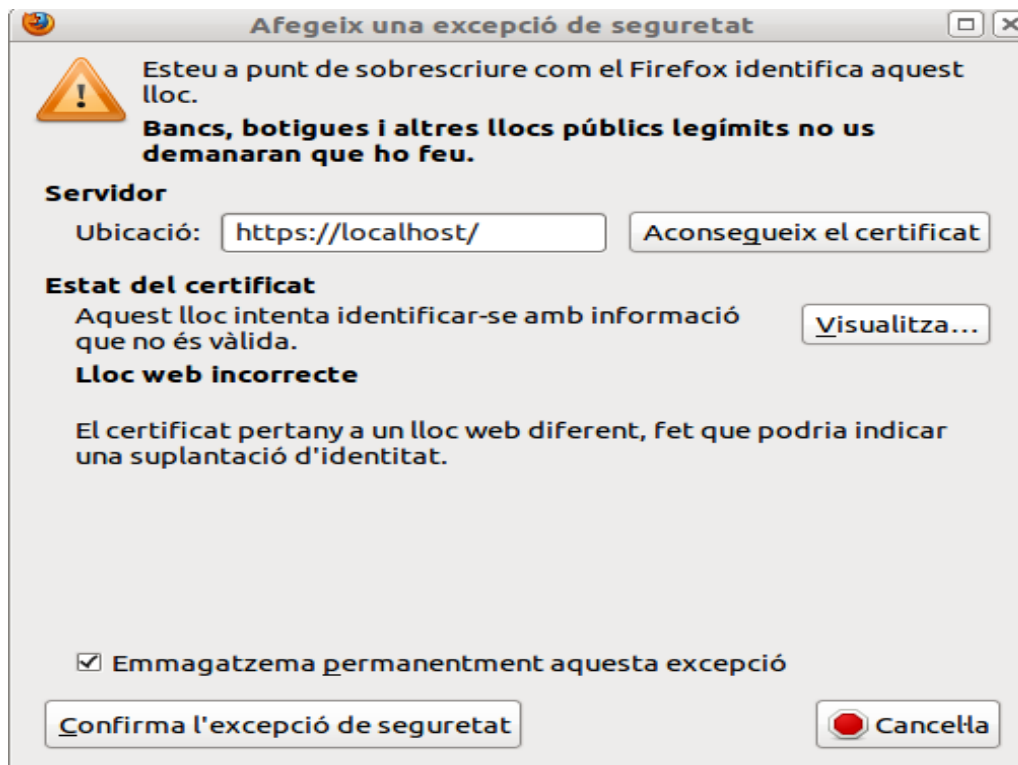 Afegeix una excepció de seguretat
Esteu a punt de sobrescriure com el Firefox identifica aquest
lloc.
Bancs, botigues i altres llocs públics legímits no us
demanaran que ho feu.
Servidor
Ubicació: https://localhost/ Aconsegueix el certificat
Estat del certificat
Aquest lloc intenta identificar-se amb informació
que no és vàlida.
Visualitza...
Lloc web incorrecte
El certificat pertany a un lloc web diferent, fet que podria indicar
una suplantació d'identitat.
Emmagatzema permanentment aquesta excepció
Confirma l'excepció de seguretat Cancel·la